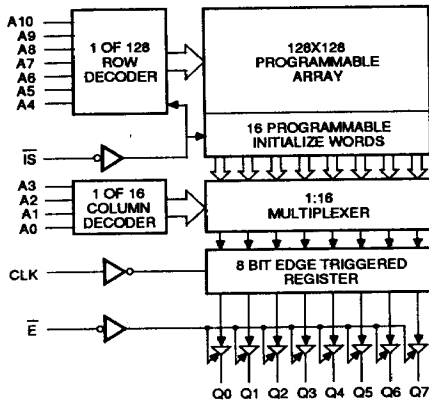 A10
A9
A8
A7
A6
A5
A4
1 OF 128
ROW
DECODER
128X128
PROGRAMMABLE
ARRAY
16 PROGRAMMABLE
INITIALIZE WORDS
IS
A3
A2
A1
A0
1 OF 16
COLUMN
DECODER
1:16
MULTIPLEXER
CLK
8 BIT EDGE TRIGGERED
REGISTER
E
Q0 Q1 Q2 Q3 Q4 Q5 Q6 Q7